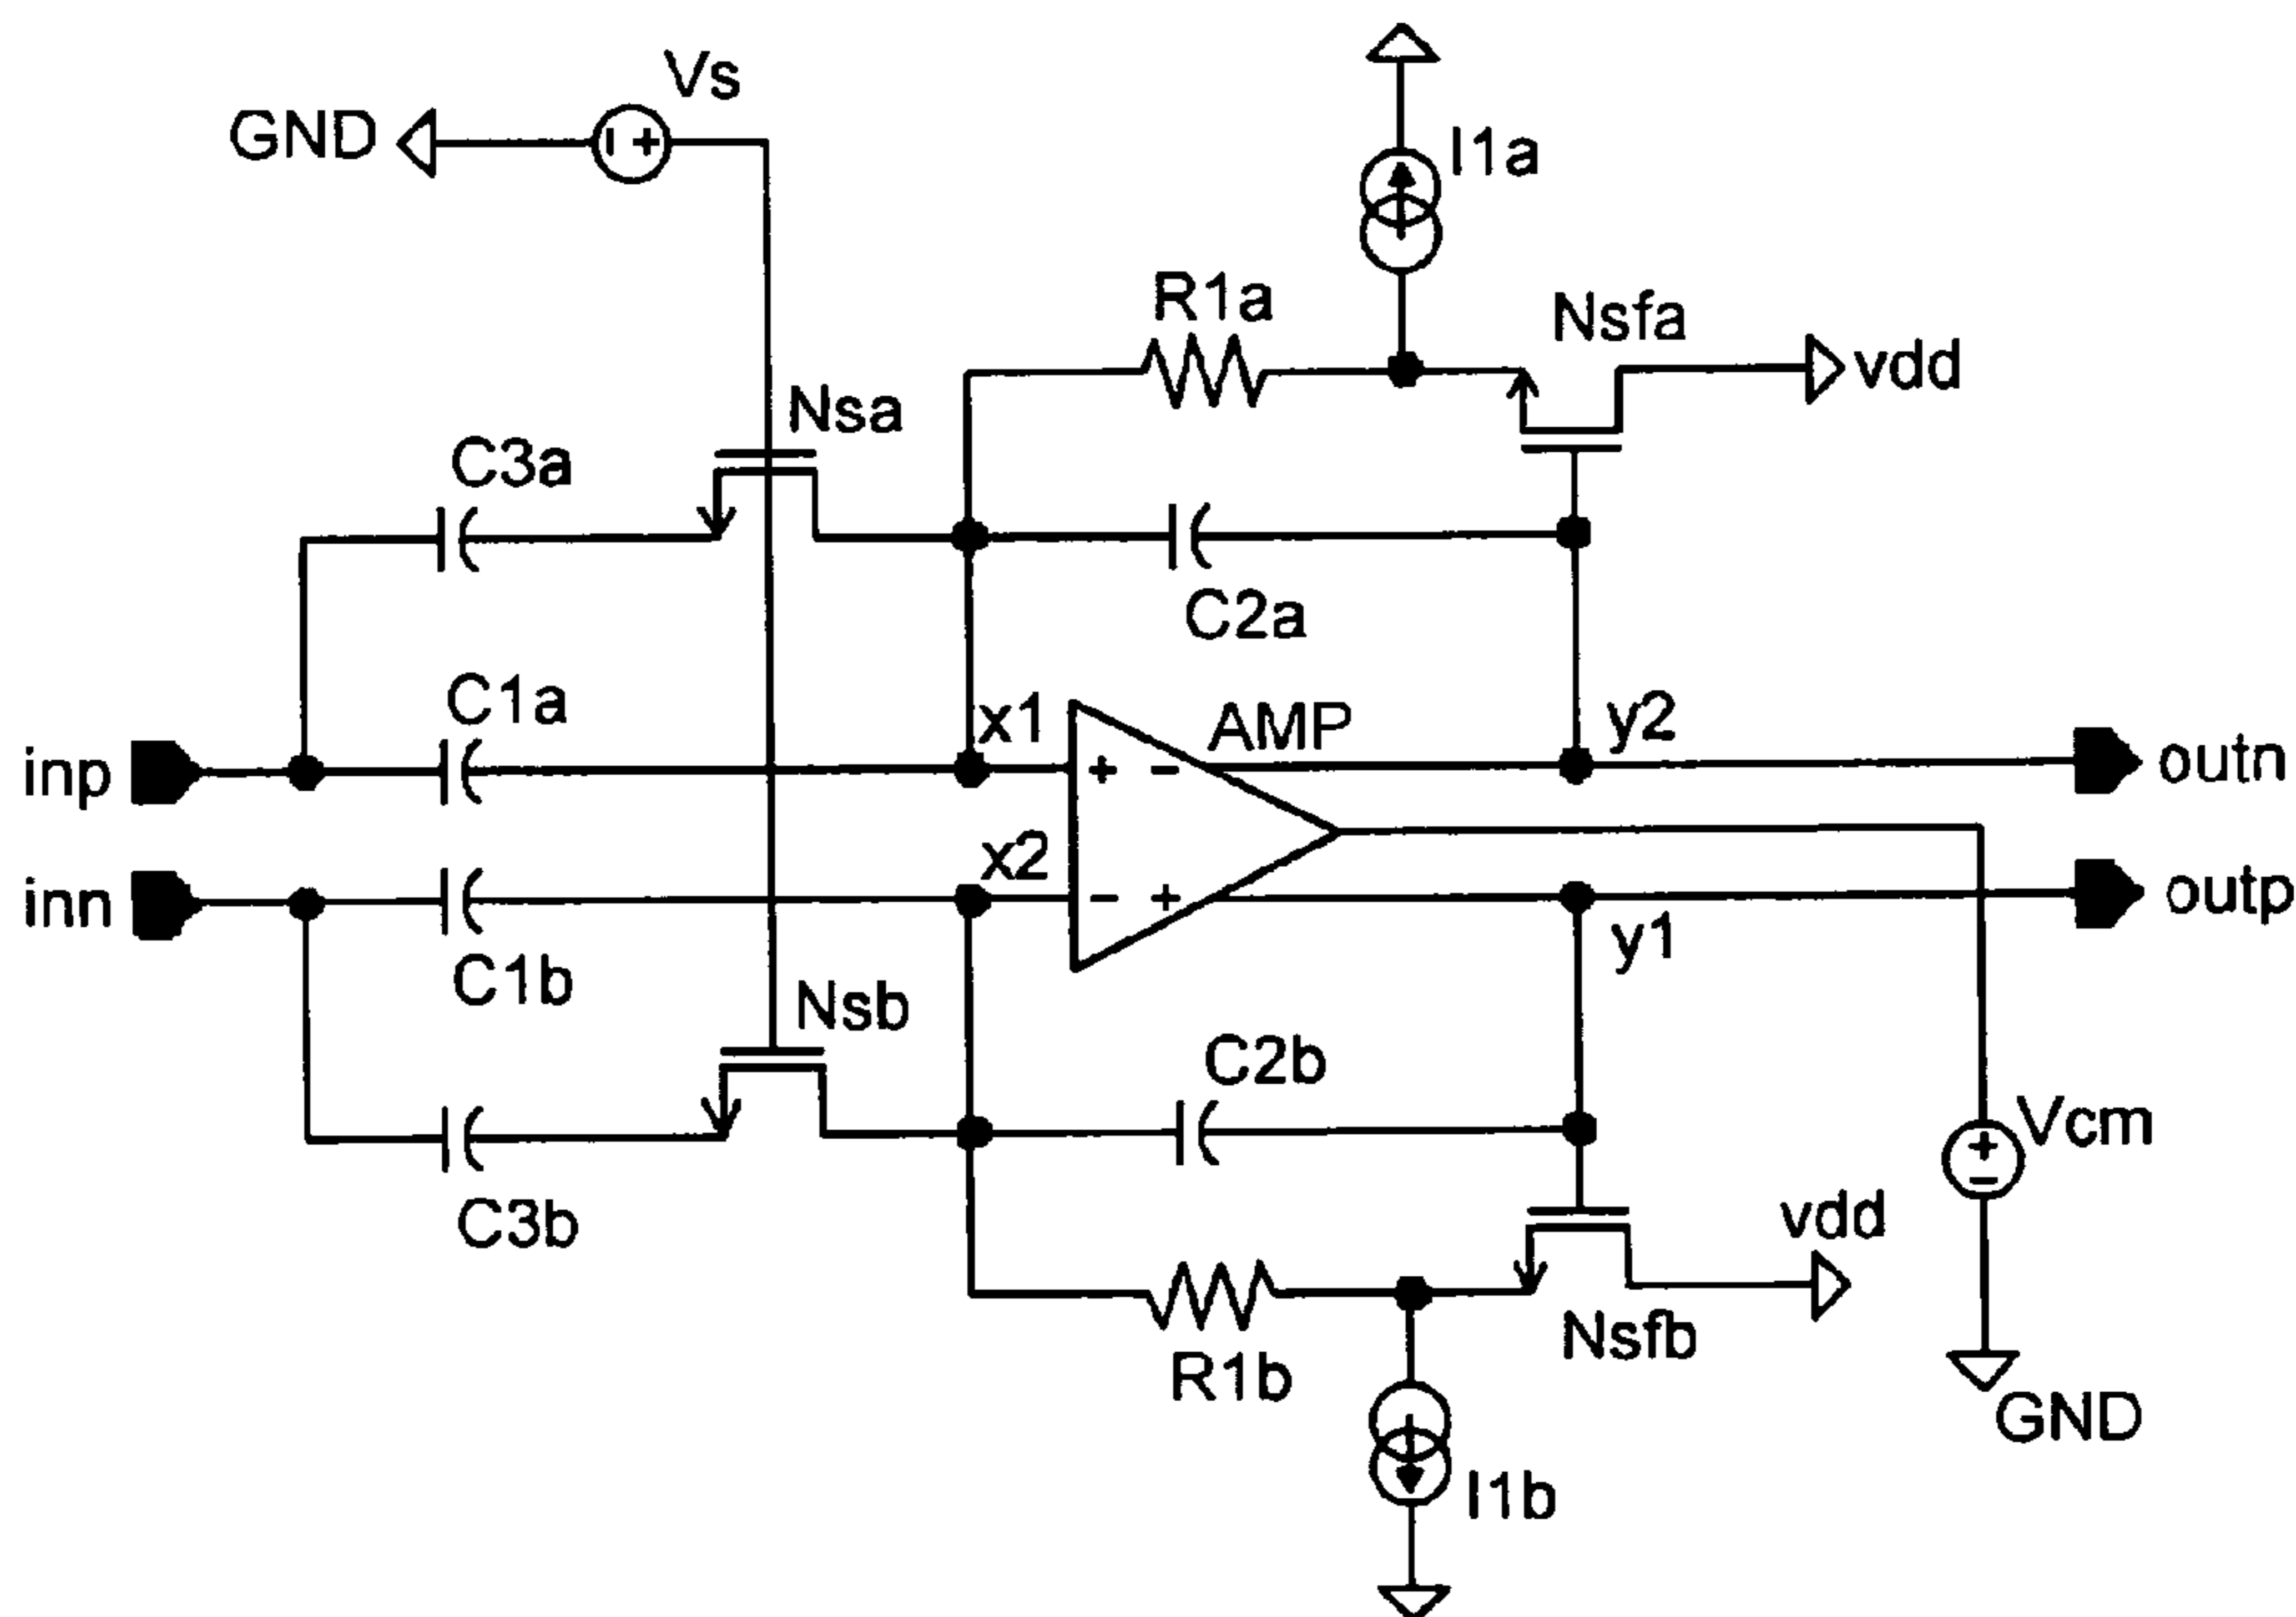 Vs
GND
I1a
R1a
Nsfa
vdd
Nsa
C3a
C2a
C1a
x1
AMP
y2
inp
+ -
outn
x2
inn
- +
outp
y1
C1b
Nsb
C2b
Vcm
C3b
vdd
Nsfb
R1b
GND
I1b